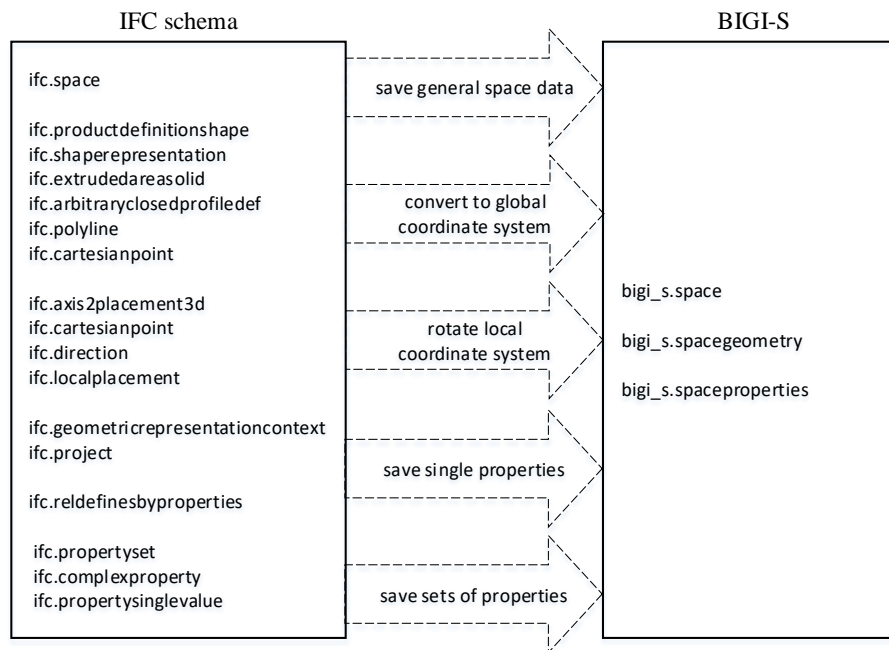 IFC schema
BIGI-S
ifc.space
ifc.productdefinitionshape
ifc.shaperepresentation
ifc.extrudedareasolid
ifc.arbitraryclosedprofiledef
ifc.polyline
ifc.cartesianpoint
ifc.axis2placement3d
ifc.cartesianpoint
ifc.direction
ifc.localplacement
ifc.geometricrepresentationcontext
ifc.project
ifc.reldefinesbyproperties
ifc.propertyset
ifc.complexproperty
ifc.propertysinglevalue
save general space data
convert to global
coordinate system
rotate local
coordinate system
save single properties
save sets of properties
bigi_s.space
bigi_s.spacegeometry
bigi_s.spaceproperties